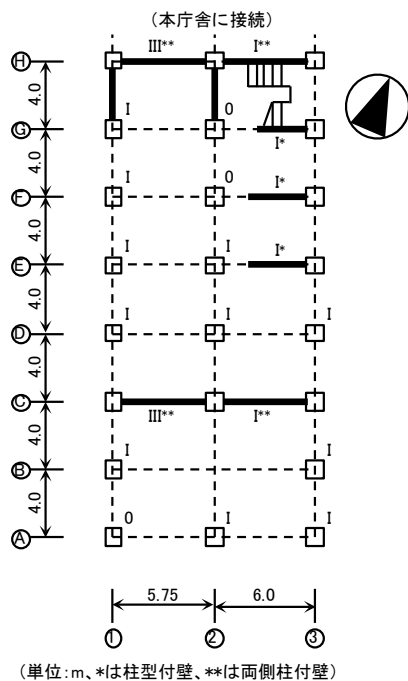 （本庁舎に接続）
H III** I**
4.0 I 0
G I*
4.0 I 0 I*
F
4.0 I I I*
E
4.0 I I I
D
4.0
C III** I**
4.0 I I
B
4.0 0 I I
A
5.75 6.0
1 2 3
（単位：m、*は柱型付壁、**は両側柱付壁）